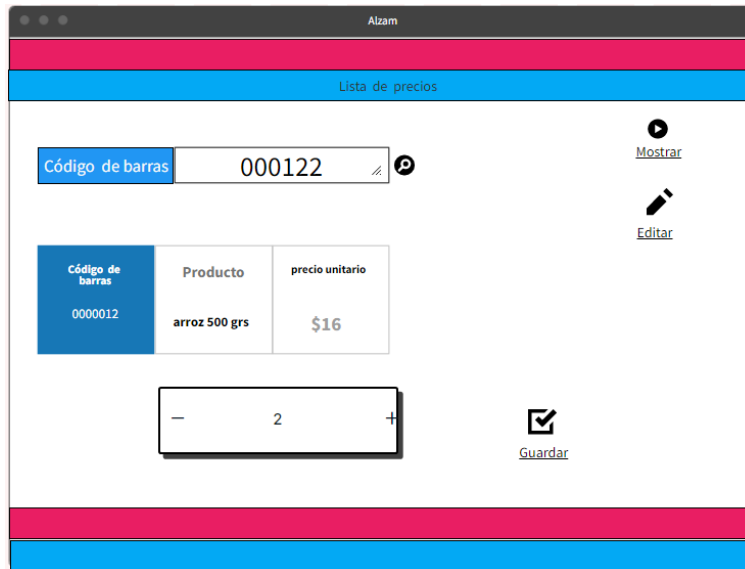 Alzam
Lista de precios
Mostrar
Código de barras 000122
Editar
Código de
barras
Producto
precio unitario
0000012
arroz 500 grs
$16
− 2 +
Guardar